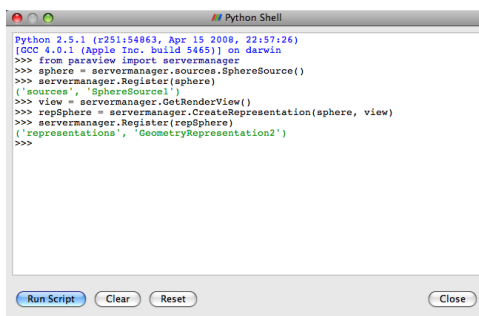 Python Shell
Python 2.5.1 (r251:54863, Apr 15 2008, 22:57:26)
[GCC 4.0.1 (Apple Inc. build 5465)] on darwin
>>> from paraview import servermanager
>>> sphere = servermanager.sources.SphereSource()
>>> servermanager.Register(sphere)
('sources', 'SphereSource1')
>>> view = servermanager.GetRenderView()
>>> repSphere = servermanager.CreateRepresentation(sphere, view)
>>> servermanager.Register(repSphere)
('representations', 'GeometryRepresentation2')
>>>
Run Script Clear Reset Close